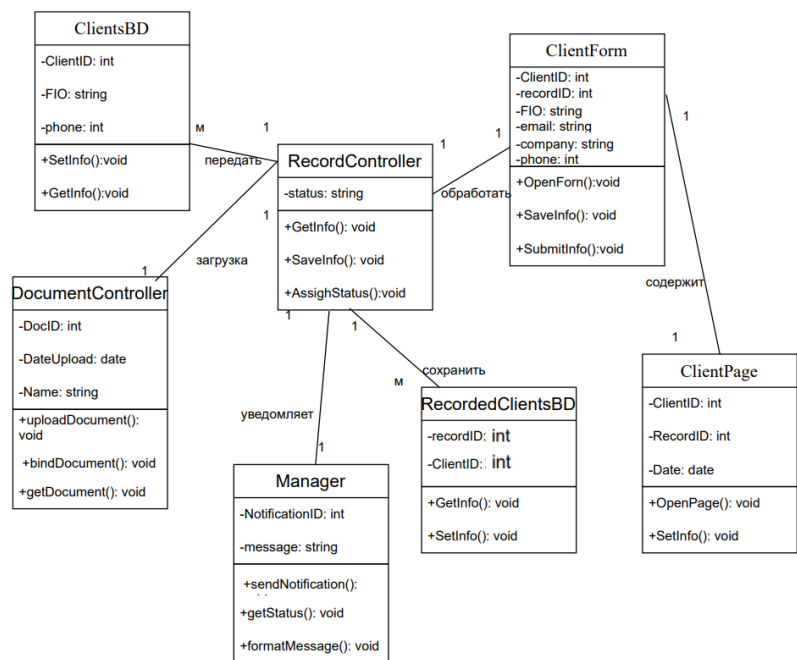 ClientsBD
-ClientID: int
-FIO: string
-phone: int
+SetInfo():void
+GetInfo():void
м
передать
1
RecordController
-status: string
+GetInfo(): void
+SaveInfo(): void
+AssighStatus():void
1
обработать
1
ClientForm
-ClientID: int
-recordID: int
-FIO: string
-email: string
-company: string
-phone: int
+OpenForn():void
+SaveInfo(): void
+SubmitInfo():void
1
содержит
1
1
загрузка
1
DocumentController
-DocID: int
-DateUpload: date
-Name: string
+uploadDocument():
void
+bindDocument(): void
+getDocument(): void
1
уведомляет
1
Manager
-NotificationID: int
-message: string
+sendNotification():
+getStatus(): void
+formatMessage(): void
1
сохранить
м
RecordedClientsBD
-recordID: int
-ClientID: int
+GetInfo(): void
+SetInfo(): void
ClientPage
-ClientID: int
-RecordID: int
-Date: date
+OpenPage(): void
+SetInfo(): void